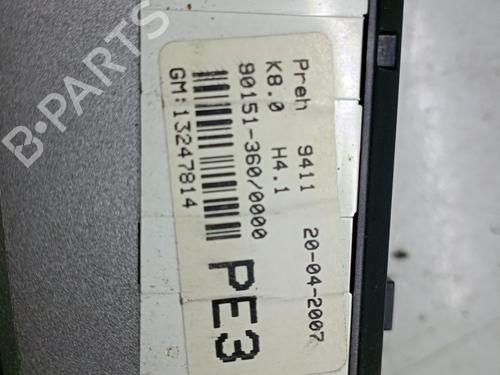 Preh 9411 20-04-2007
K8.0 H4.1
90151-360/0000
GM:13247814
PE3
B-PARTS